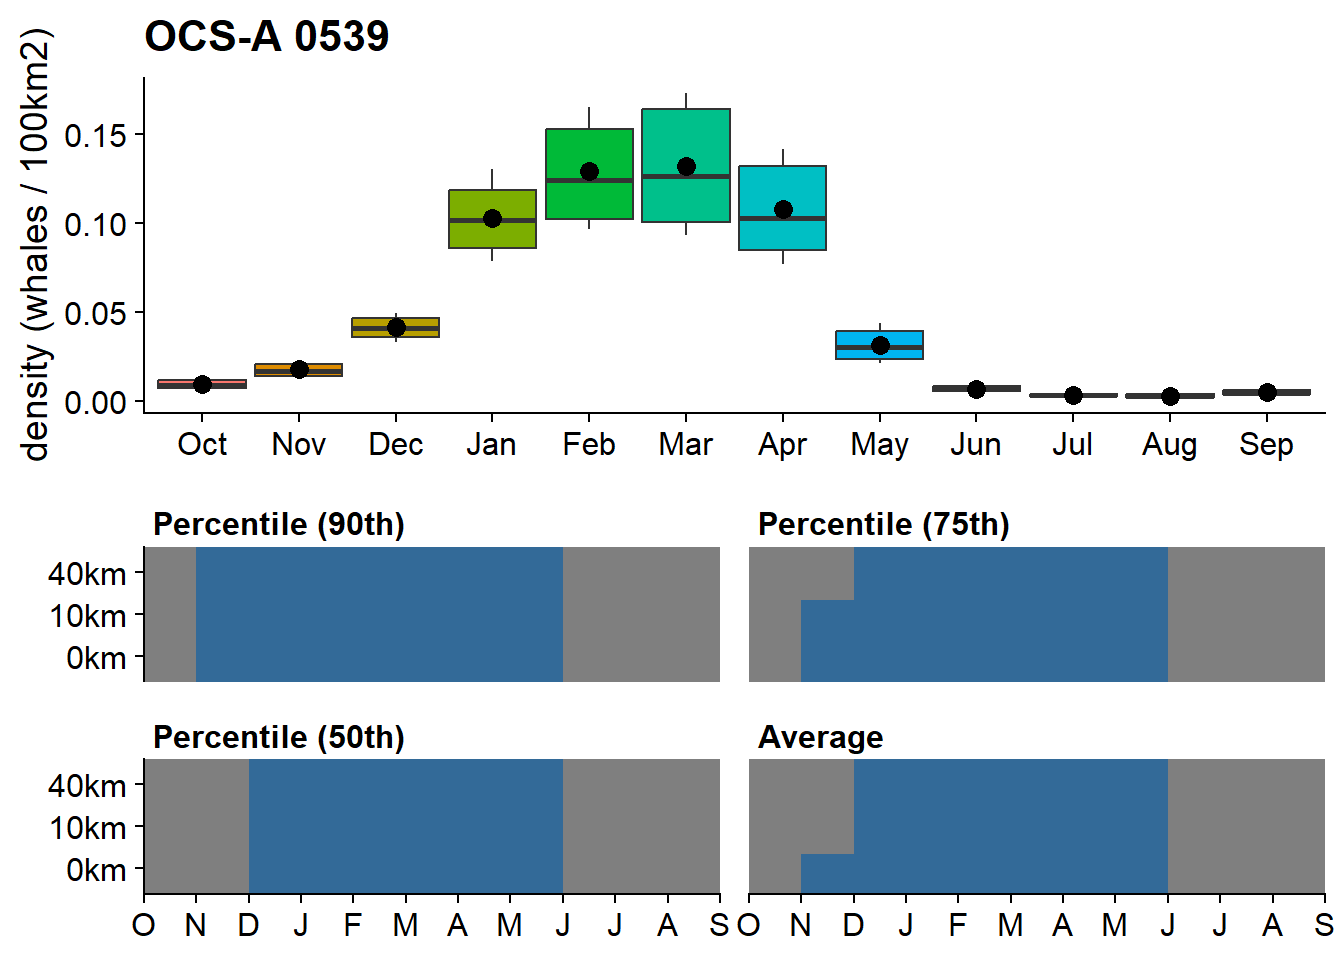 OCS-A 0539
density (whales / 100km2)
0.15
0.10
0.05
0.00
Oct Nov Dec Jan Feb Mar Apr May Jun Jul Aug Sep
Percentile (90th) Percentile (75th)
40km
10km
0km
Percentile (50th) Average
40km
10km
0km
O N D J F M A M J J A S O N D J F M A M J J A S